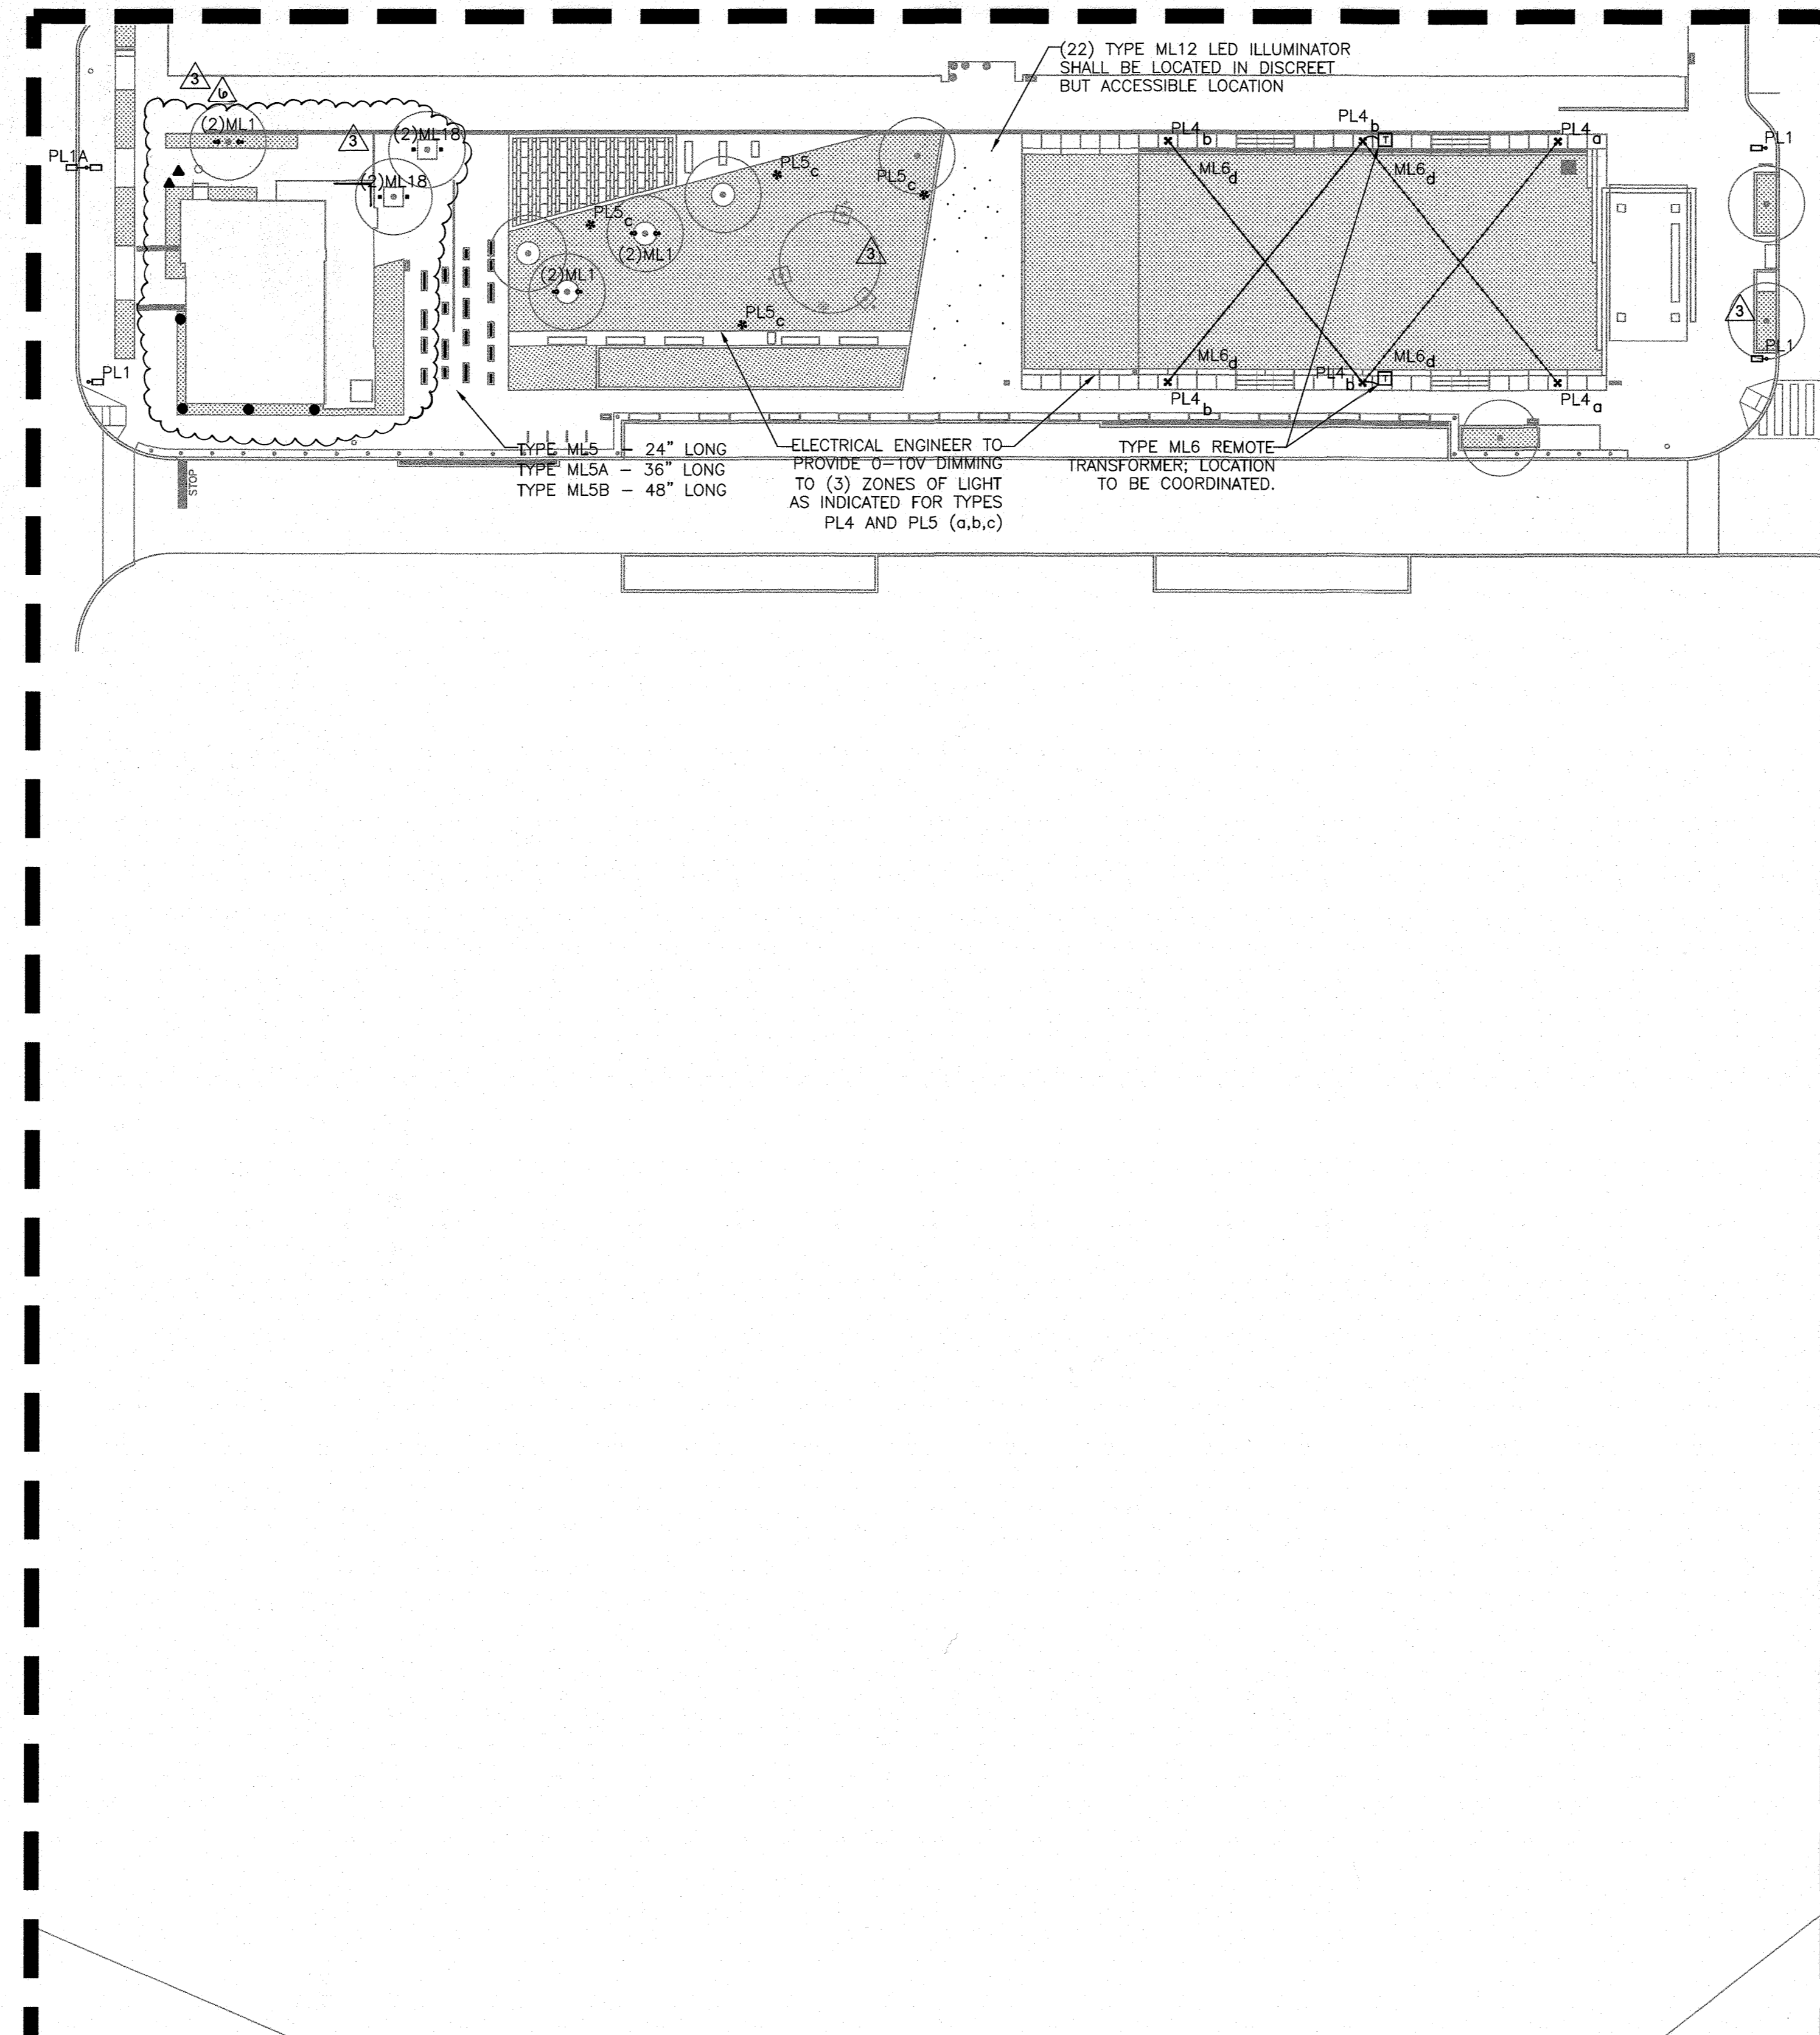 (22) TYPE ML12 LED ILLUMINATOR
SHALL BE LOCATED IN DISCREET
BUT ACCESSIBLE LOCATION
3
6
(2)ML1
3
(2)ML18
(2)ML18
PL1A
PL1
PL5c
PL5c
PL5c
(2)ML1
(2)ML1
3
PL5c
PL4b
PL4b
T
PL4a
ML6d
ML6d
PL1
3
PL1
ML6d
ML6d
PL4b
T
PL4b
PL4a
STOP
TYPE ML5 – 24" LONG
TYPE ML5A – 36" LONG
TYPE ML5B – 48" LONG
ELECTRICAL ENGINEER TO
PROVIDE 0–10V DIMMING
TO (3) ZONES OF LIGHT
AS INDICATED FOR TYPES
PL4 AND PL5 (a,b,c)
TYPE ML6 REMOTE
TRANSFORMER; LOCATION
TO BE COORDINATED.